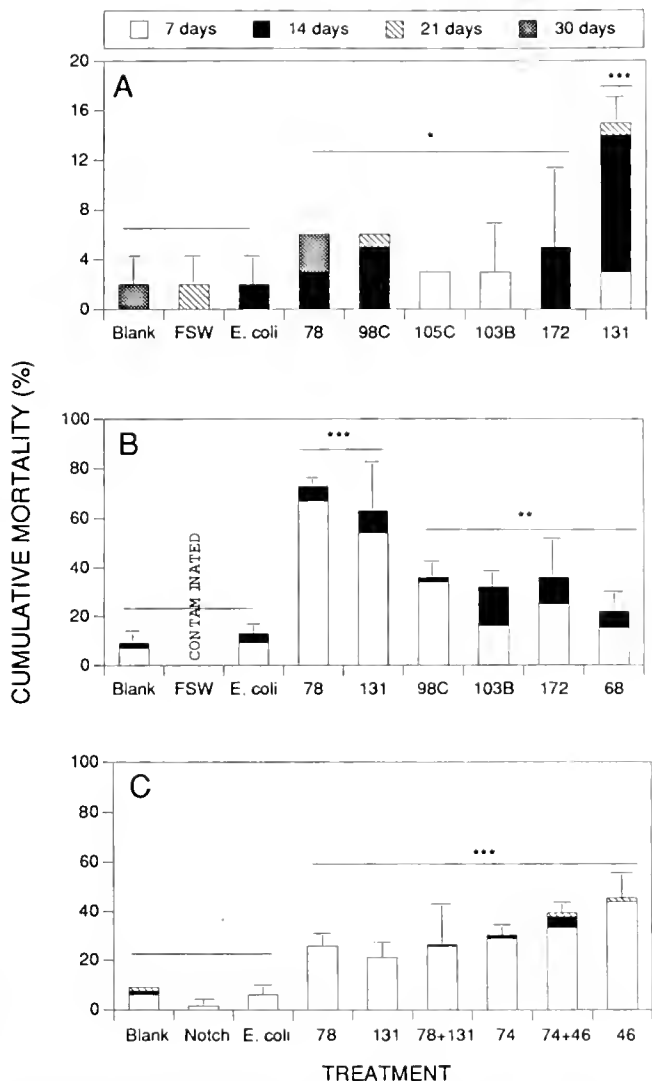 7 days 14 days 21 days 30 days
A
•••
•
20
16
12
8
4
0
Blank FSW E. coli 78 98C 105C 103B 172 131
B
•••
••
100
80
60
40
20
0
CONTAMINATED
Blank FSW E. coli 78 131 98C 103B 172 68
C
•••
100
80
60
40
20
0
Blank Notch E. coli 78 131 78+131 74 74+46 46
CUMULATIVE MORTALITY (%)
TREATMENT